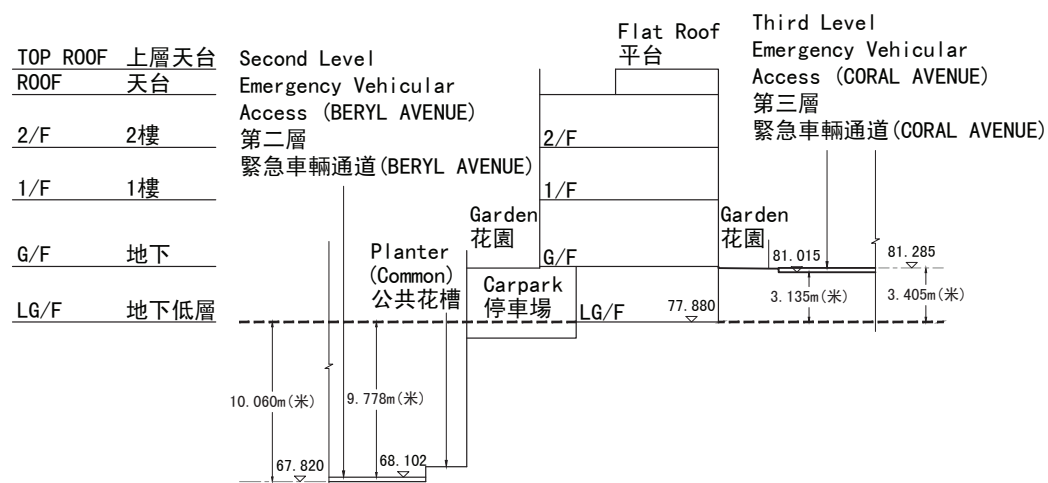 TOP ROOF 上層天台
ROOF 天台
2/F 2樓
1/F 1樓
G/F 地下
LG/F 地下低層
Second Level
Emergency Vehicular
Access (BERYL AVENUE)
第二層
緊急車輛通道(BERYL AVENUE)
Flat Roof
平台
Third Level
Emergency Vehicular
Access (CORAL AVENUE)
第三層
緊急車輛通道(CORAL AVENUE)
2/F
1/F
G/F
LG/F
Garden
花園
Garden
花園
Planter
(Common)
公共花槽
Carpark
停車場
77.880
81.015
81.285
3.135m(米)
3.405m(米)
10.060m(米)
9.778m(米)
67.820
68.102